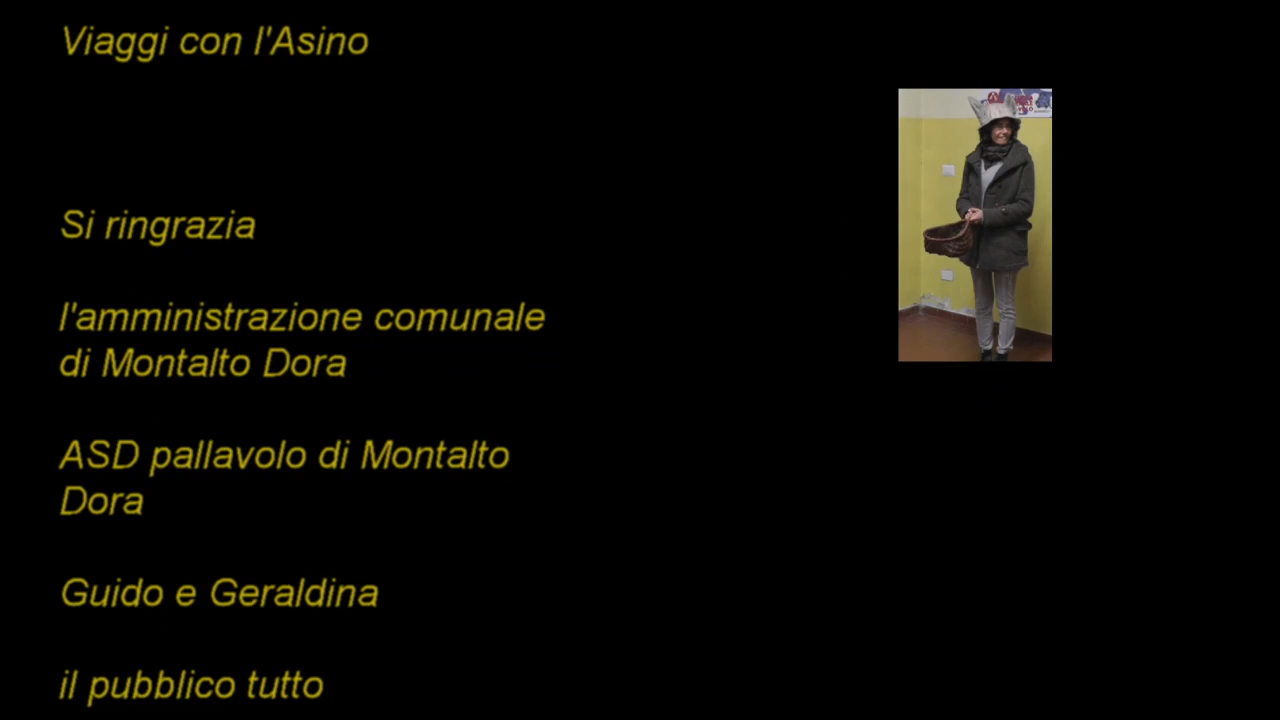 Viaggi con l'Asino
Si ringrazia
l'amministrazione comunale
di Montalto Dora
ASD pallavolo di Montalto
Dora
Guido e Geraldina
il pubblico tutto